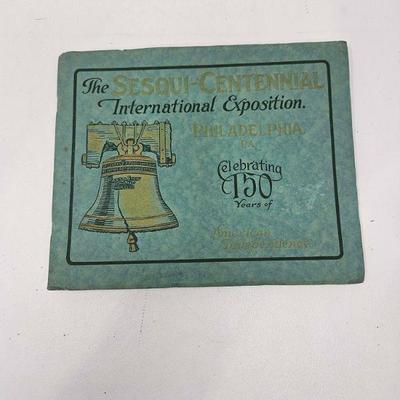 The SESQUI-CENTENNIAL
International Exposition.
PHILADELPHIA
PA.
Celebrating
150
Years of
American
Independence